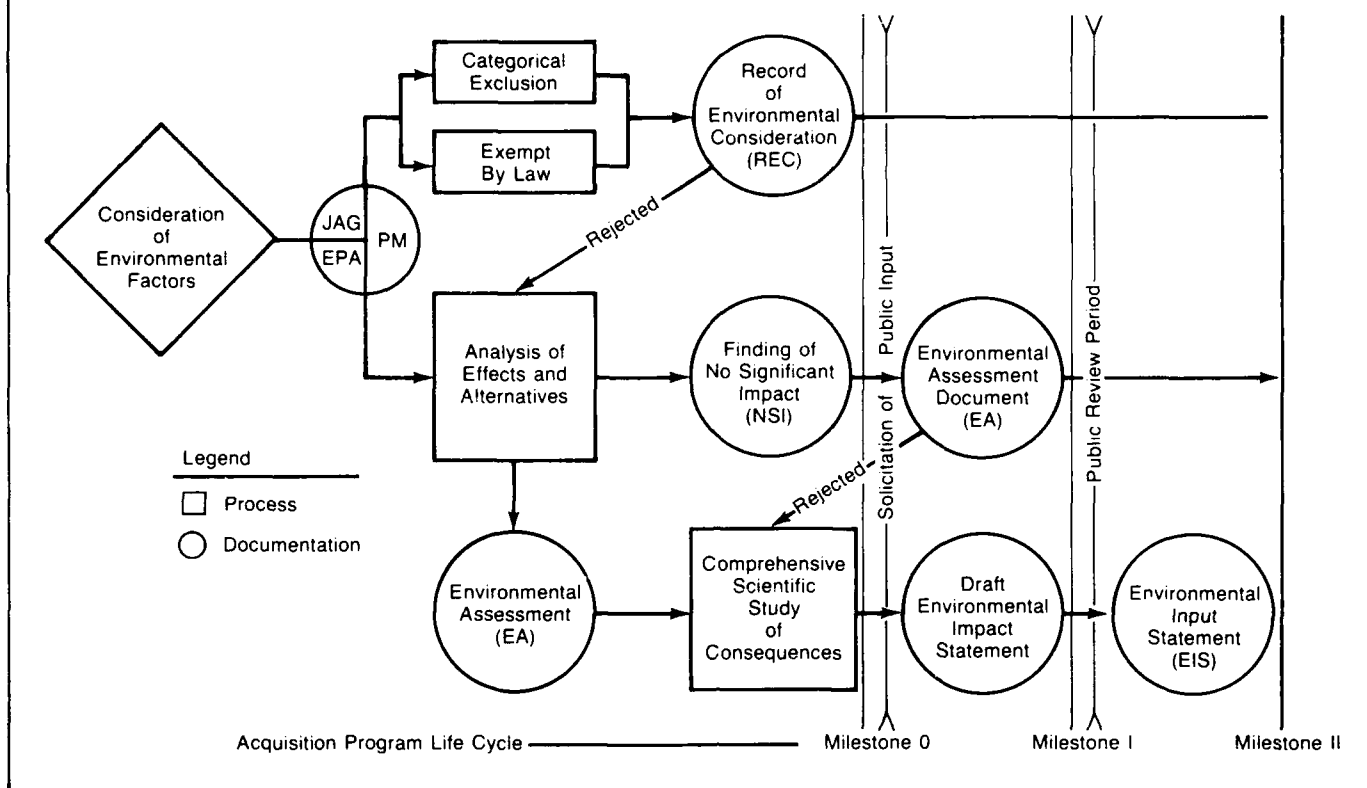 Categorical
Exclusion
Exempt
By Law
Record
of
Environmental
Consideration
(REC)
Consideration
of
Environmental
Factors
JAG
EPA
PM
Rejected
Analysis of
Effects and
Alternatives
Finding of
No Significant
Impact
(NSI)
Solicitation of Public Input
Environmental
Assessment
Document
(EA)
Public Review Period
Legend
Process
Documentation
Rejected
Environmental
Assessment
(EA)
Comprehensive
Scientific
Study
of
Consequences
Draft
Environmental
Impact
Statement
Environmental
Input
Statement
(EIS)
Acquisition Program Life Cycle
Milestone 0
Milestone I
Milestone II